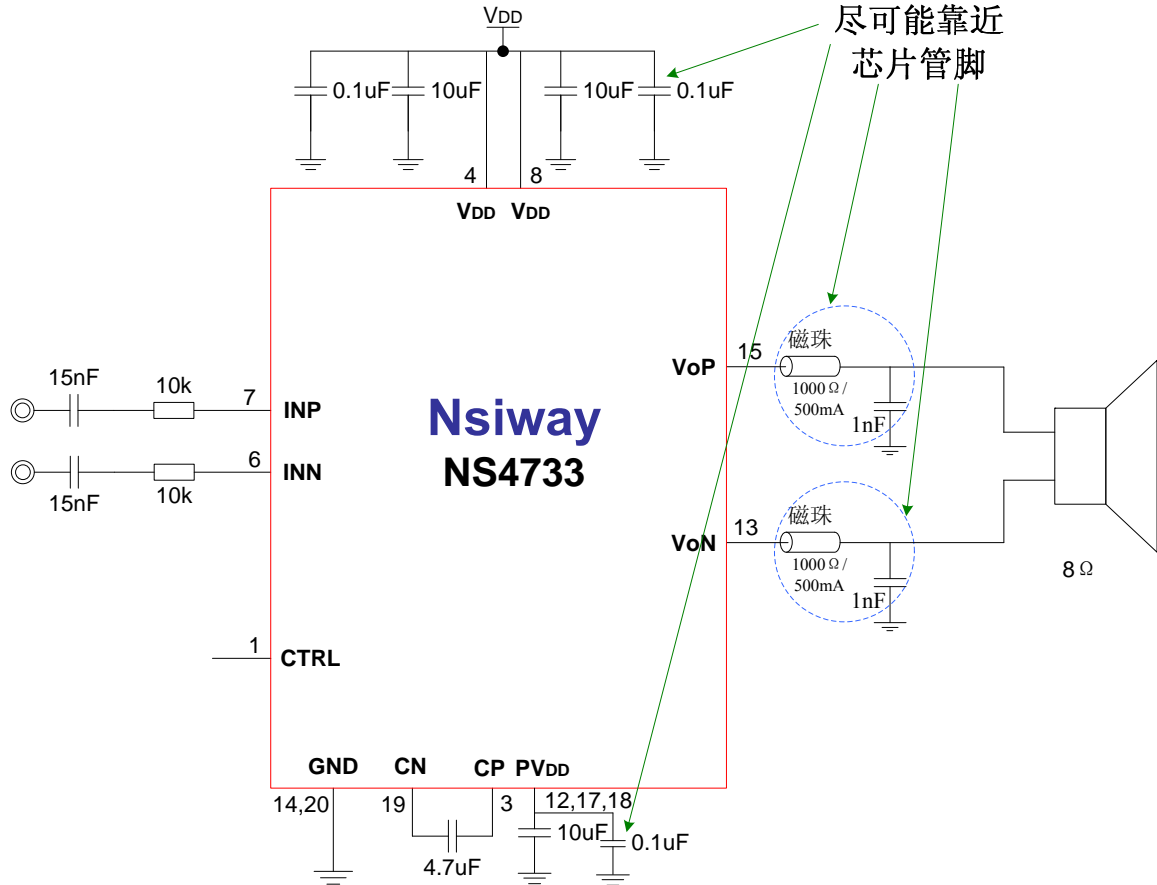 VDD
尽可能靠近
芯片管脚
0.1uF
10uF
10uF
0.1uF
4
8
VDD
VDD
15nF
10k
7
INP
6
INN
15nF
10k
Nsiway
NS4733
VoP
15
磁珠
1000Ω/
500mA
1nF
VoN
13
磁珠
1000Ω/
500mA
1nF
8Ω
1
CTRL
GND
CN
CP
PVDD
14,20
19
3
12,17,18
4.7uF
10uF
0.1uF